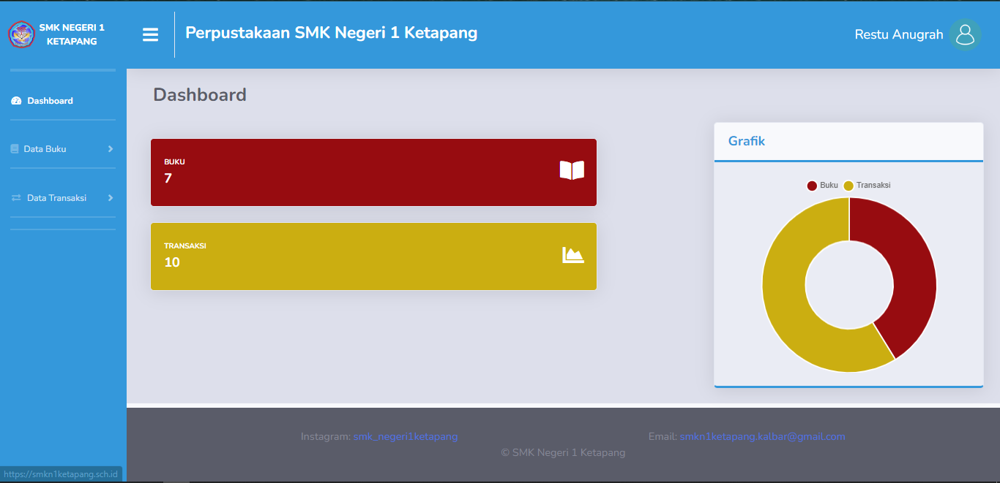 SMK NEGERI 1
KETAPANG
Perpustakaan SMK Negeri 1 Ketapang
Restu Anugrah
Dashboard
Data Buku
Data Transaksi
Dashboard
BUKU
7
TRANSAKSI
10
Grafik
Buku Transaksi
Instagram: smk_negeri1ketapang
Email: smkn1ketapang.kalbar@gmail.com
© SMK Negeri 1 Ketapang
https://smkn1ketapang.sch.id